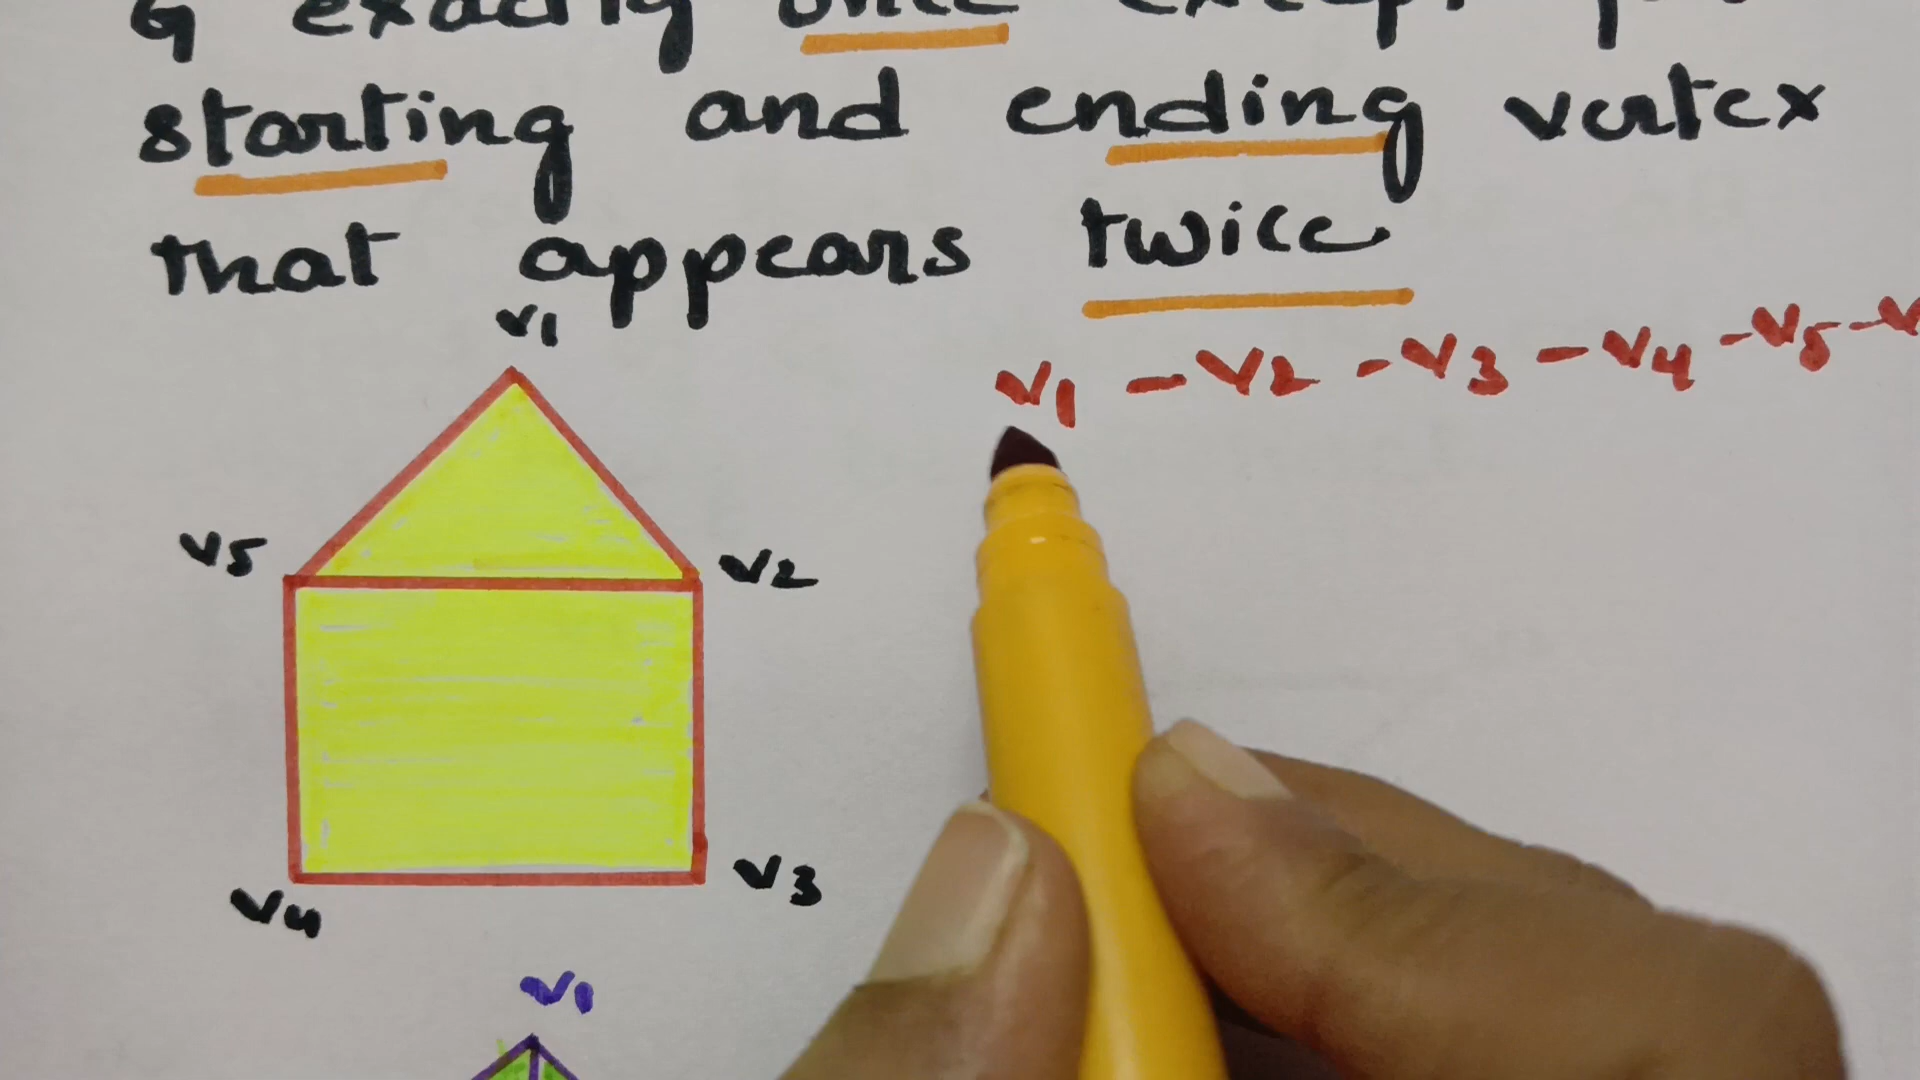 G exactly once except for
starting and ending vertex
that appears twice
v1
v1 - v2 - v3 - v4 - v5 - v
v5
v2
v3
v4
v1